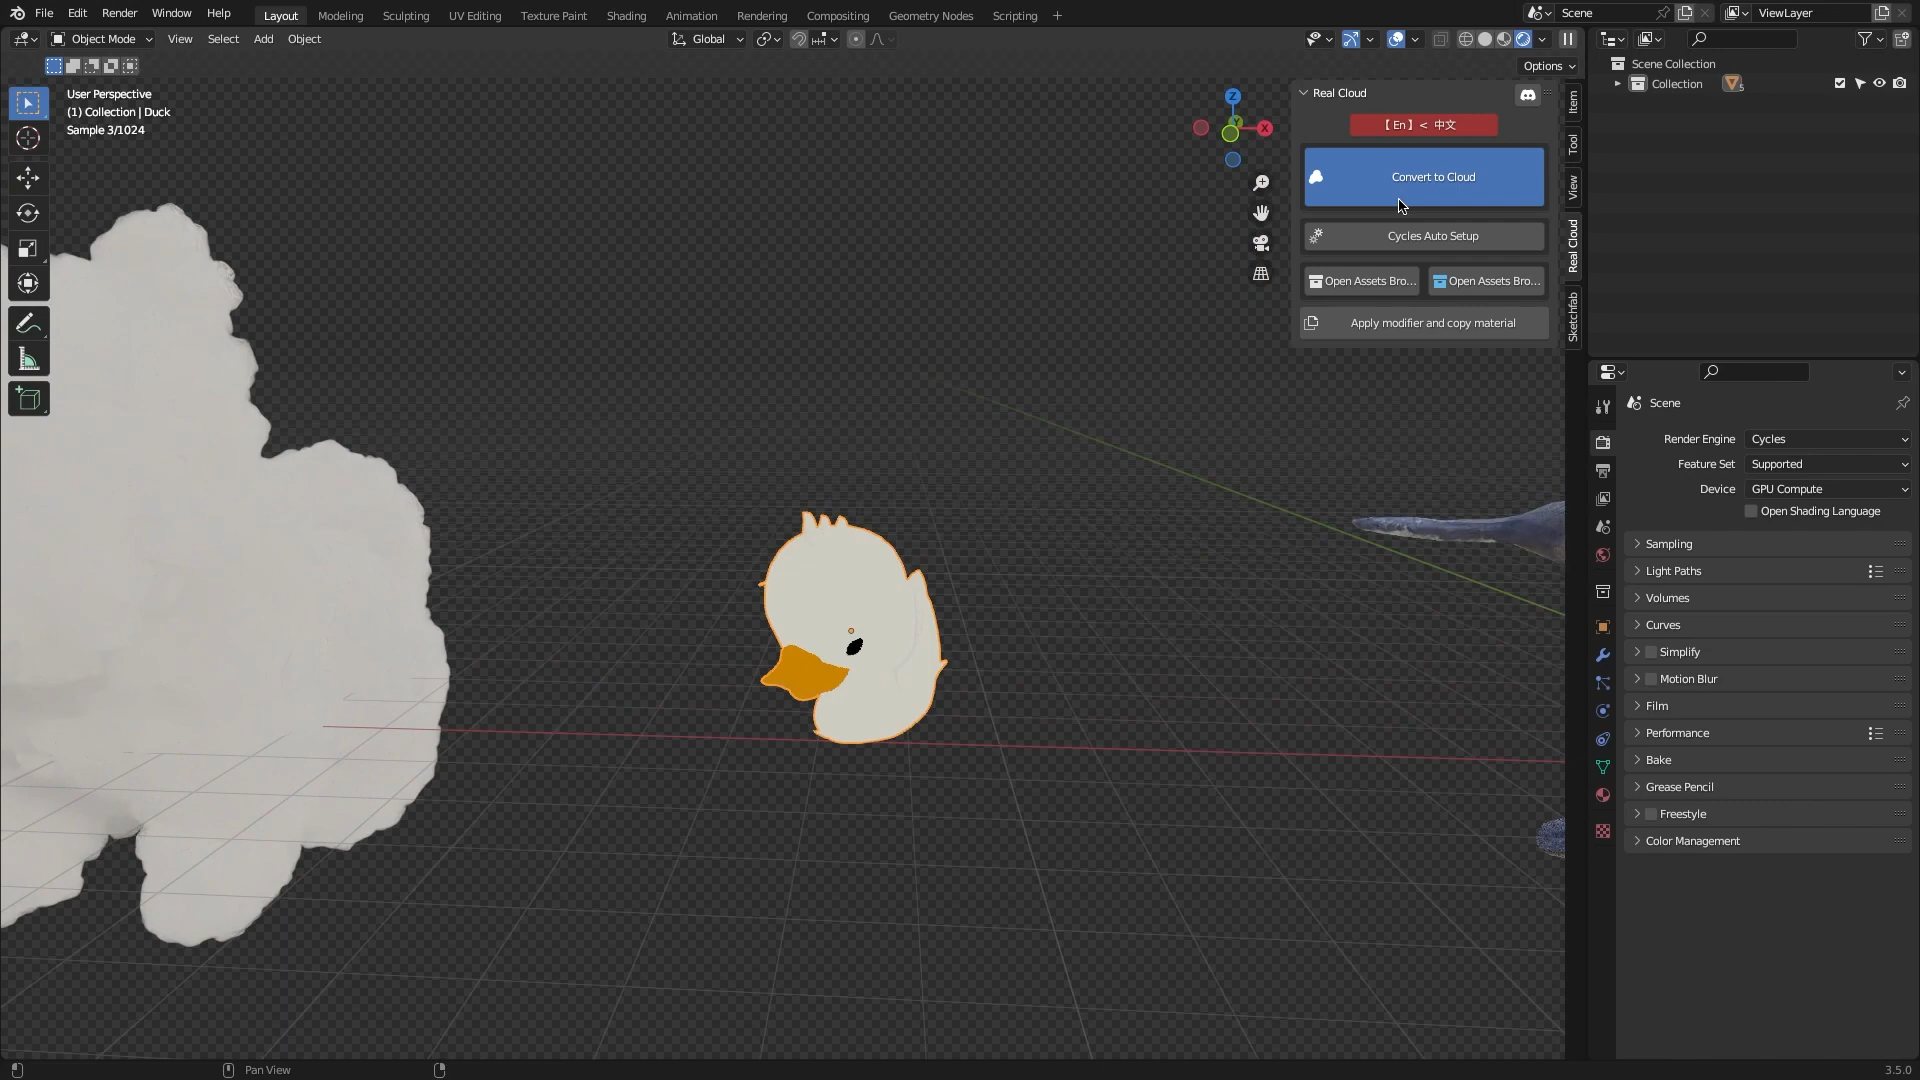 File Edit Render Window Help Layout Modeling Sculpting UV Editing Texture Paint Shading Animation Rendering Compositing Geometry Nodes Scripting + Scene ViewLayer
Object Mode View Select Add Object Global
Options
User Perspective
(1) Collection | Duck
Sample 3/1024
Z
Y
X
Real Cloud
【 En 】 < 中文
Convert to Cloud
Cycles Auto Setup
Open Assets Bro... Open Assets Bro...
Apply modifier and copy material
Item
Tool
View
Real Cloud
Sketchfab
Scene Collection
Collection 5
Scene
Render Engine Cycles
Feature Set Supported
Device GPU Compute
Open Shading Language
Sampling
Light Paths
Volumes
Curves
Simplify
Motion Blur
Film
Performance
Bake
Grease Pencil
Freestyle
Color Management
Pan View 3.5.0